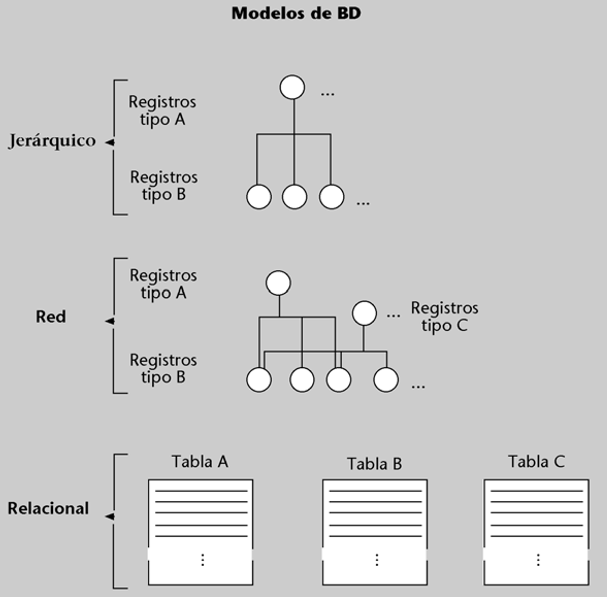 Modelos de BD
Jerárquico
Registros
tipo A
...
Registros
tipo B
...
Red
Registros
tipo A
... Registros
tipo C
Registros
tipo B
...
Relacional
Tabla A
Tabla B
Tabla C